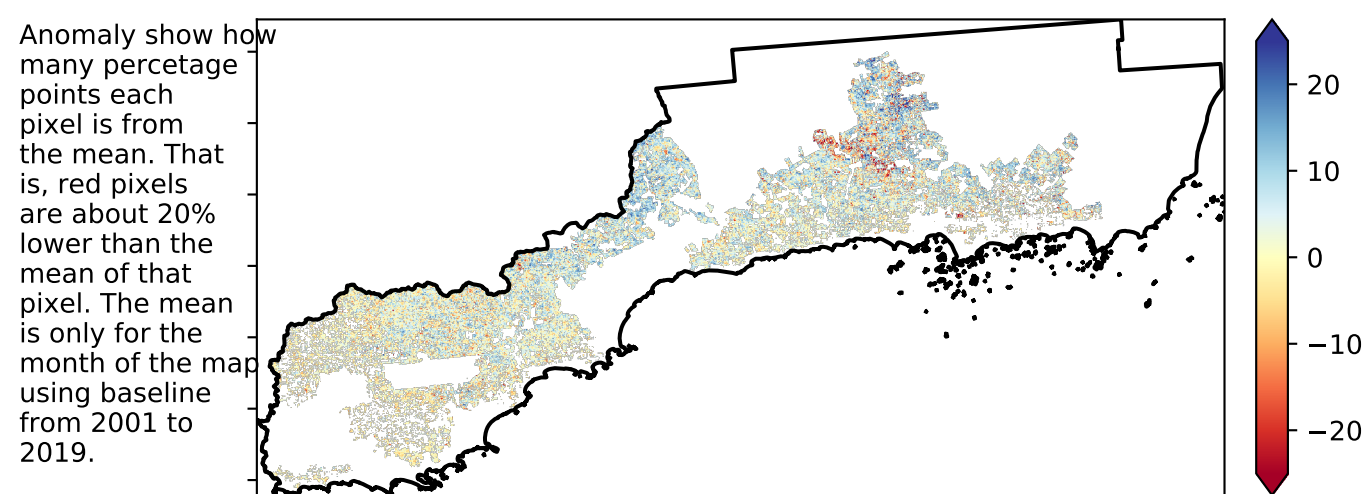 Anomaly show how
many percetage
points each
pixel is from
the mean. That
is, red pixels
are about 20%
lower than the
mean of that
pixel. The mean
is only for the
month of the map
using baseline
from 2001 to
2019.
20
10
0
−10
−20